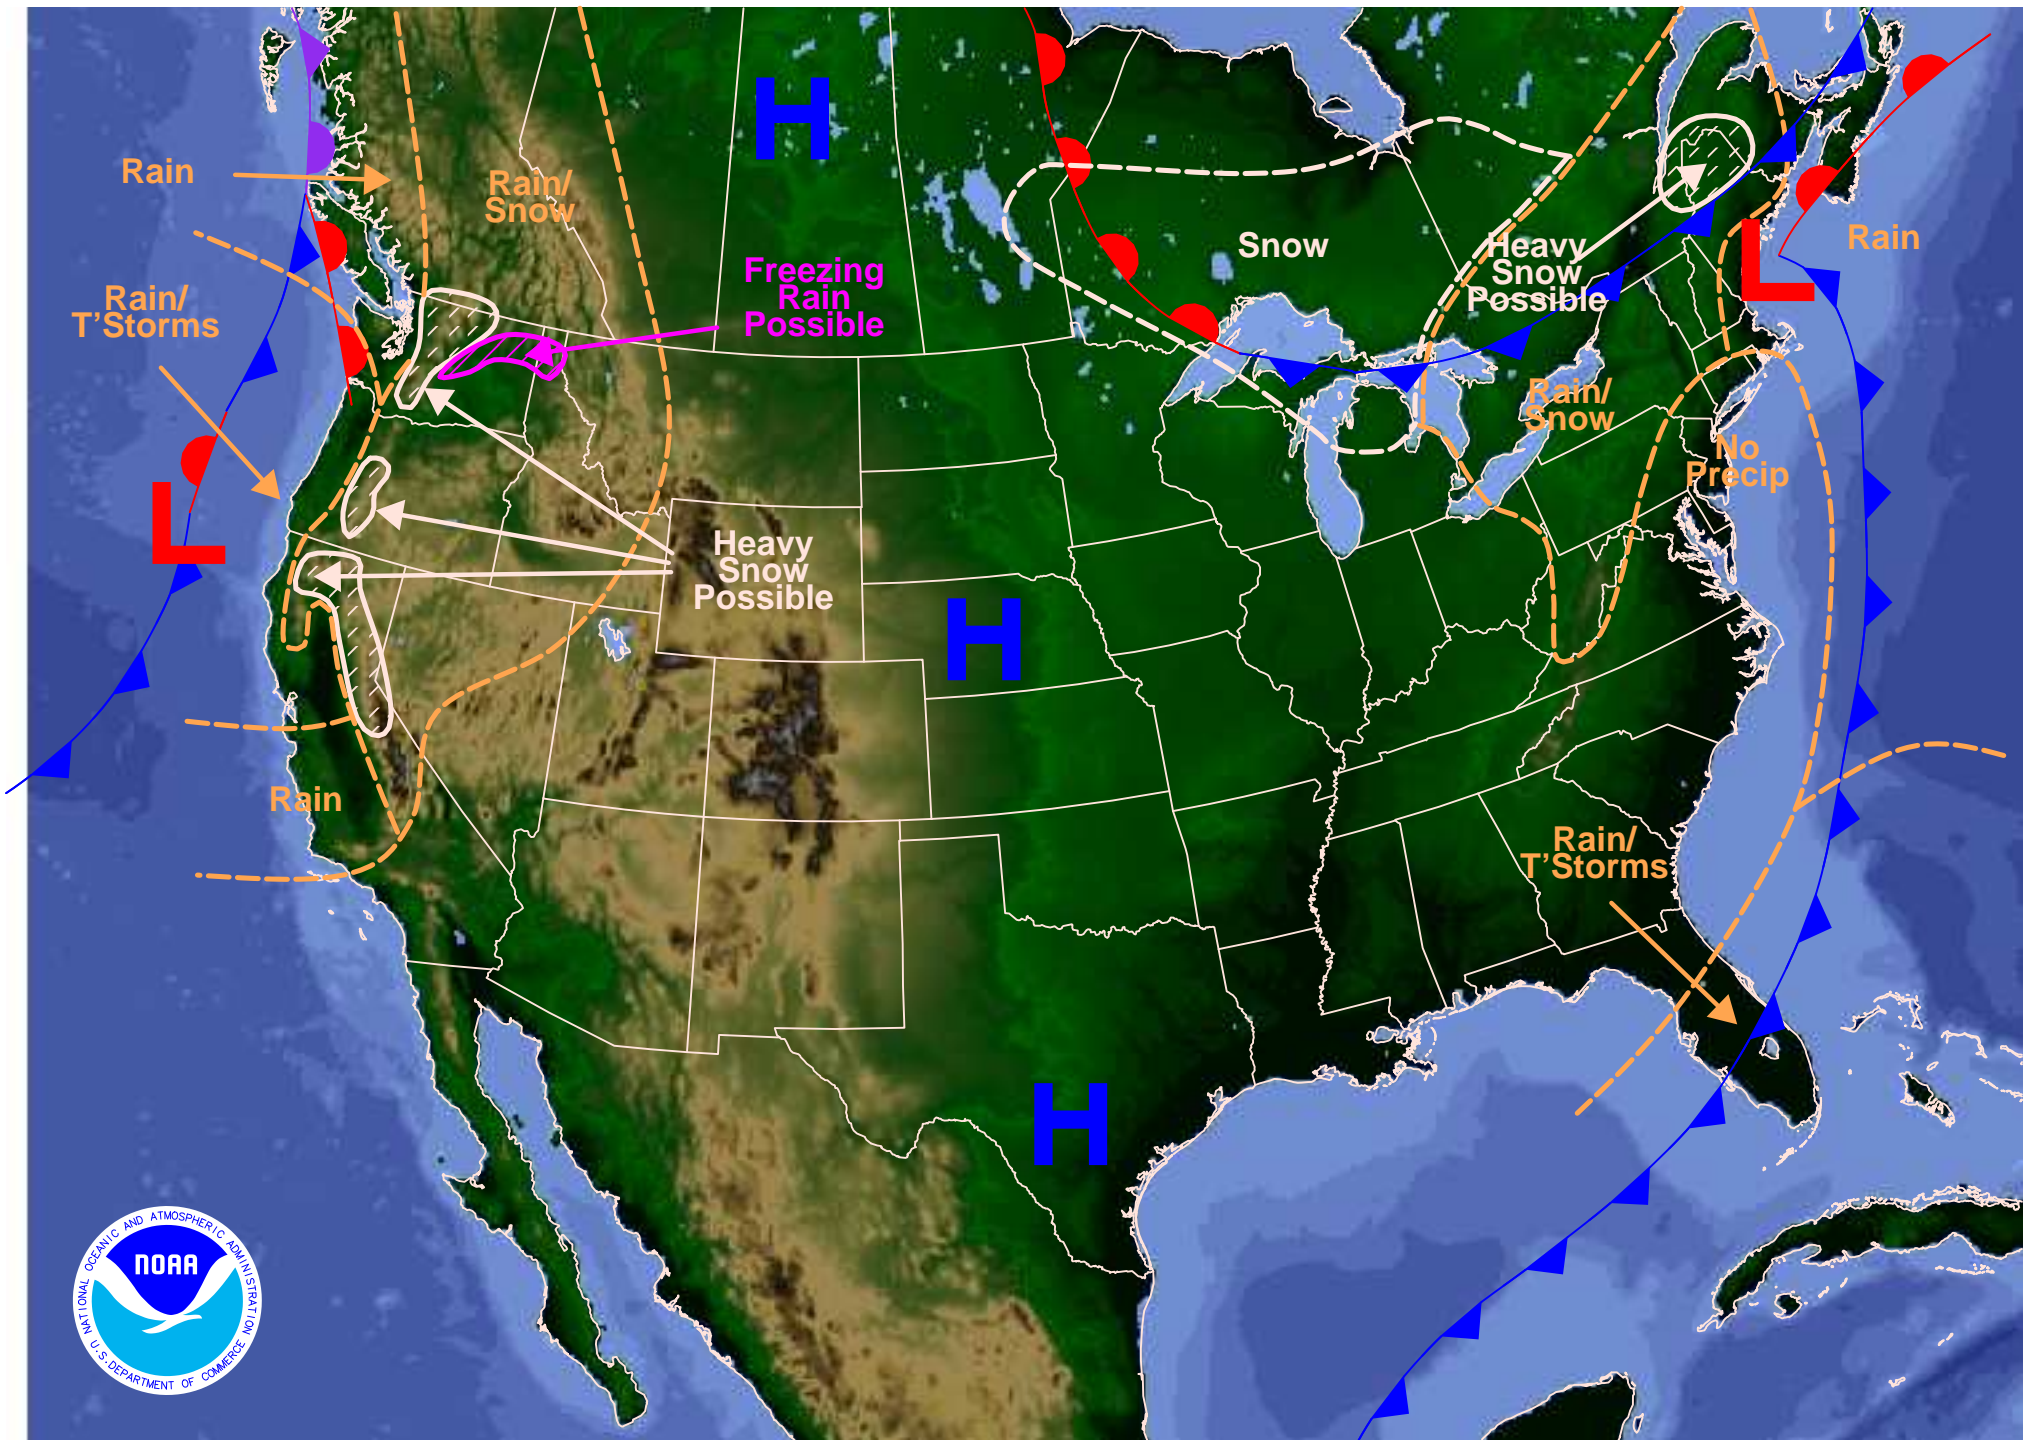 H
Rain
Rain/
Snow
Rain/
T'Storms
Freezing
Rain
Possible
Snow
Heavy
Snow
Possible
L
Rain
Rain/
Snow
No
Precip
L
Heavy
Snow
Possible
H
Rain
Rain/
T'Storms
H
NATIONAL OCEANIC AND ATMOSPHERIC ADMINISTRATION
NOAA
U.S. DEPARTMENT OF COMMERCE